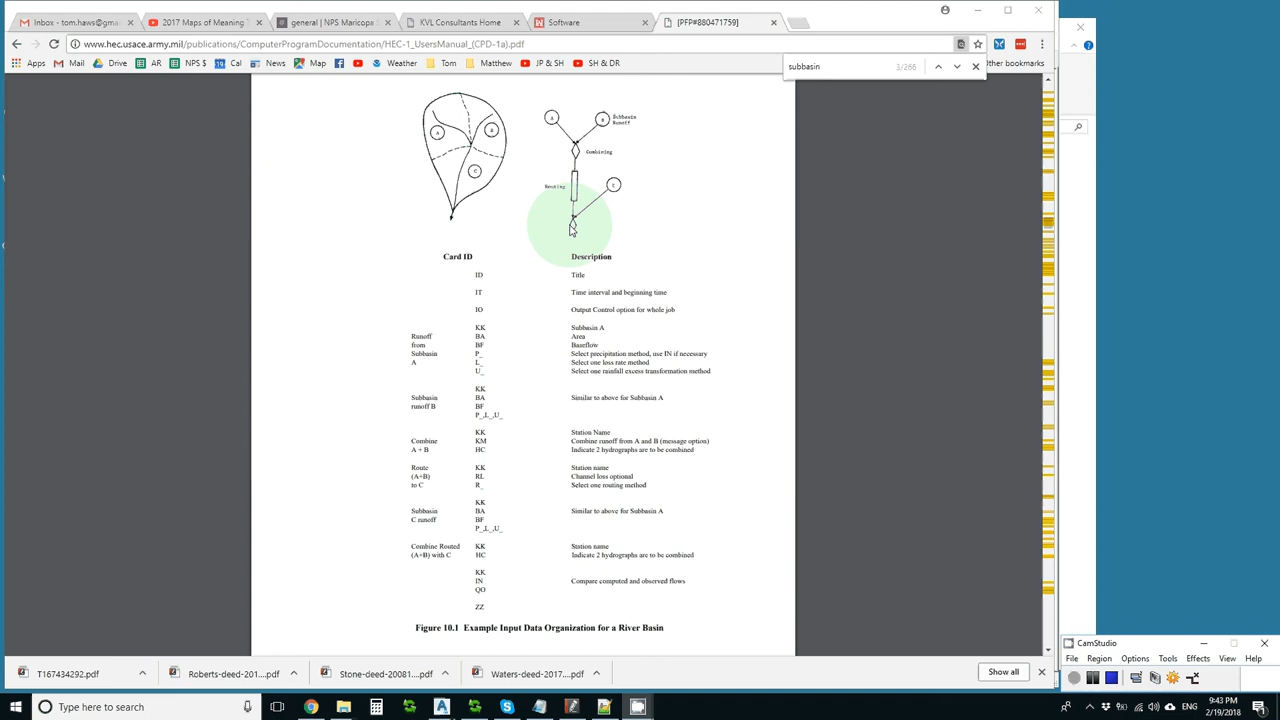 Inbox - tom.haws@gmai
2017 Maps of Meaning
general | NPS Maricopa
KVL Consultants Home
Software
[PFP#880471759]
www.hec.usace.army.mil/publications/ComputerProgramDocumentation/HEC-1_UsersManual_(CPD-1a).pdf
Apps
Mail
Drive
AR
NPS $
Cal
News
Map
Weather
Tom
Matthew
JP & SH
SH & DR
Other bookmarks
subbasin
3/266
A
B
C
A
B
Subbasin
Runoff
Combining
Routing
C
Card ID Description
ID Title
IT Time interval and beginning time
IO Output Control option for whole job
KK Subbasin A
Runoff BA Area
from BF Baseflow
Subbasin P_ Select precipitation method, use IN if necessary
A L_ Select one loss rate method
U_ Select one rainfall excess transformation method
KK
Subbasin BA Similar to above for Subbasin A
runoff B BF
P_,L_,U_
KK Station Name
Combine KM Combine runoff from A and B (message option)
A + B HC Indicate 2 hydrographs are to be combined
Route KK Station name
(A+B) RL Channel loss optional
to C R_ Select one routing method
KK
Subbasin BA Similar to above for Subbasin A
C runoff BF
P_,L_,U_
Combine Routed KK Station name
(A+B) with C HC Indicate 2 hydrographs are to be combined
KK
IN Compare computed and observed flows
QO
ZZ
Figure 10.1 Example Input Data Organization for a River Basin
T167434292.pdf
Roberts-deed-201....pdf
Storm-deed-2017....pdf
Waters-deed-2017....pdf
Show all
CamStudio
File Region Options Tools Effects View Help
Type here to search
9:43 PM
2/19/2018